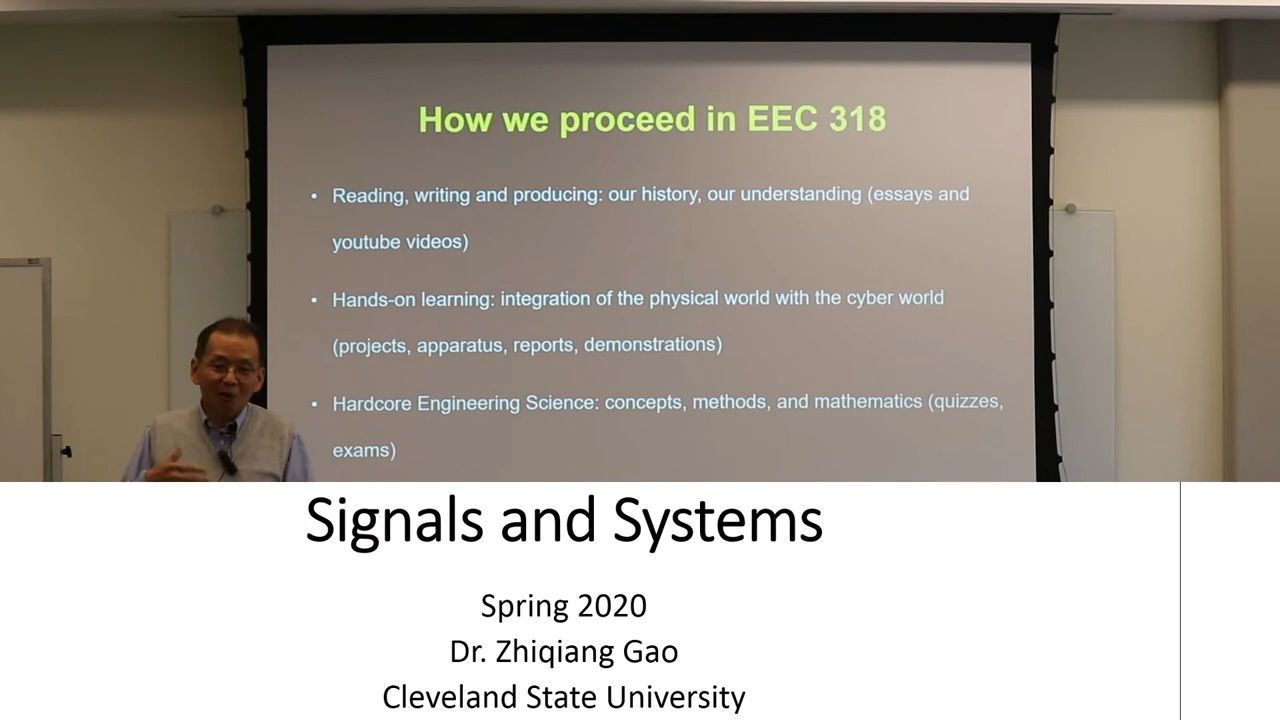 How we proceed in EEC 318
• Reading, writing and producing: our history, our understanding (essays and
youtube videos)
• Hands-on learning: integration of the physical world with the cyber world
(projects, apparatus, reports, demonstrations)
• Hardcore Engineering Science: concepts, methods, and mathematics (quizzes,
exams)
Signals and Systems
Spring 2020
Dr. Zhiqiang Gao
Cleveland State University